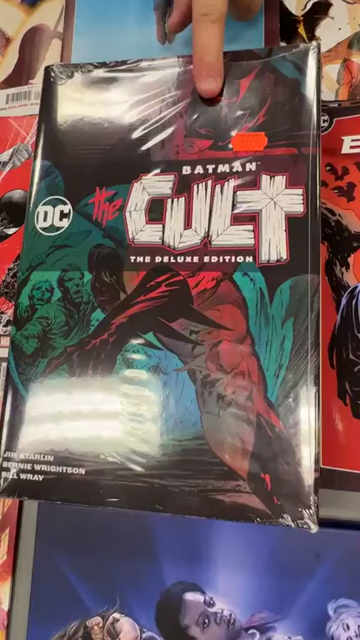 BATMAN
DC
the
CULT
THE DELUXE EDITION
JIM STARLIN
BERNIE WRIGHTSON
BILL WRAY